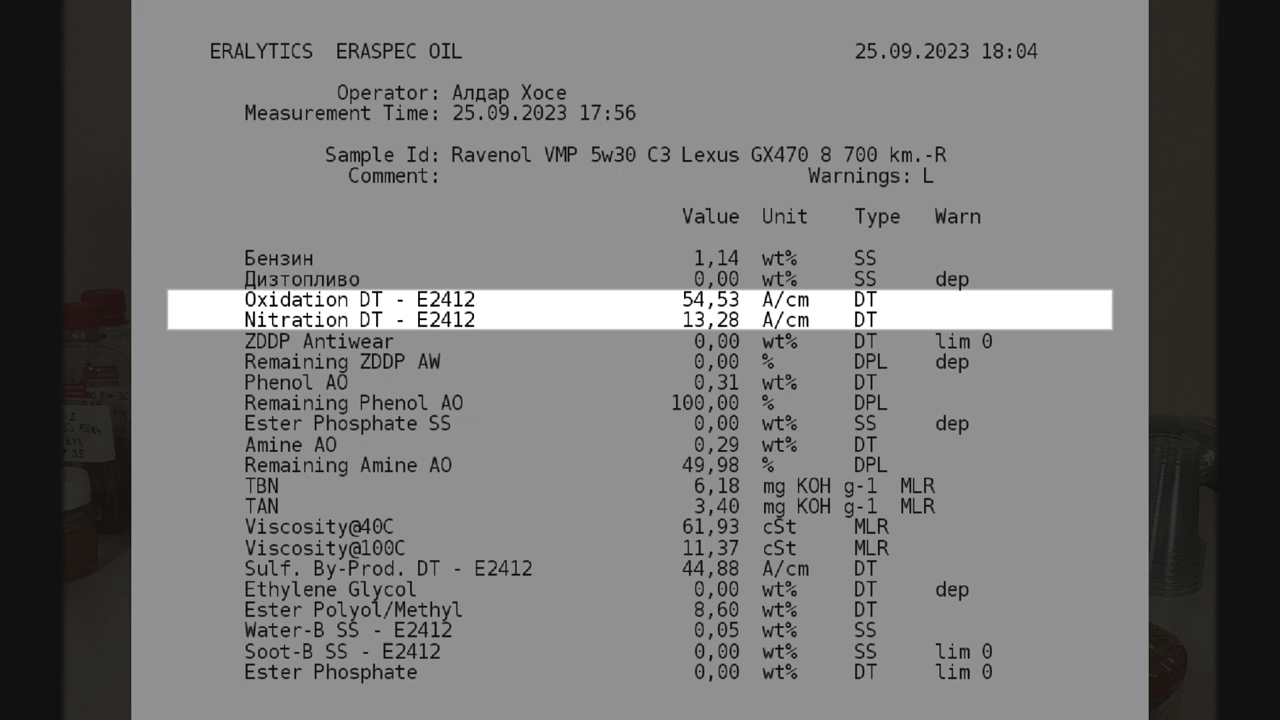 ERALYTICS ERASPEC OIL 25.09.2023 18:04
Operator: Алдар Хосе
Measurement Time: 25.09.2023 17:56
Sample Id: Ravenol VMP 5w30 C3 Lexus GX470 8 700 km.-R
Comment: Warnings: L
Value Unit Type Warn
Бензин 1,14 wt% SS
Дизтопливо 0,00 wt% SS dep
Oxidation DT - E2412 54,53 A/cm DT
Nitration DT - E2412 13,28 A/cm DT
ZDDP Antiwear 0,00 wt% DT lim 0
Remaining ZDDP AW 0,00 % DPL dep
Phenol AO 0,31 wt% DT
Remaining Phenol AO 100,00 % DPL
Ester Phosphate SS 0,00 wt% SS dep
Amine AO 0,29 wt% DT
Remaining Amine AO 49,98 % DPL
TBN 6,18 mg KOH g-1 MLR
TAN 3,40 mg KOH g-1 MLR
Viscosity@40C 61,93 cSt MLR
Viscosity@100C 11,37 cSt MLR
Sulf. By-Prod. DT - E2412 44,88 A/cm DT
Ethylene Glycol 0,00 wt% DT dep
Ester Polyol/Methyl 8,60 wt% DT
Water-B SS - E2412 0,05 wt% SS
Soot-B SS - E2412 0,00 wt% SS lim 0
Ester Phosphate 0,00 wt% DT lim 0